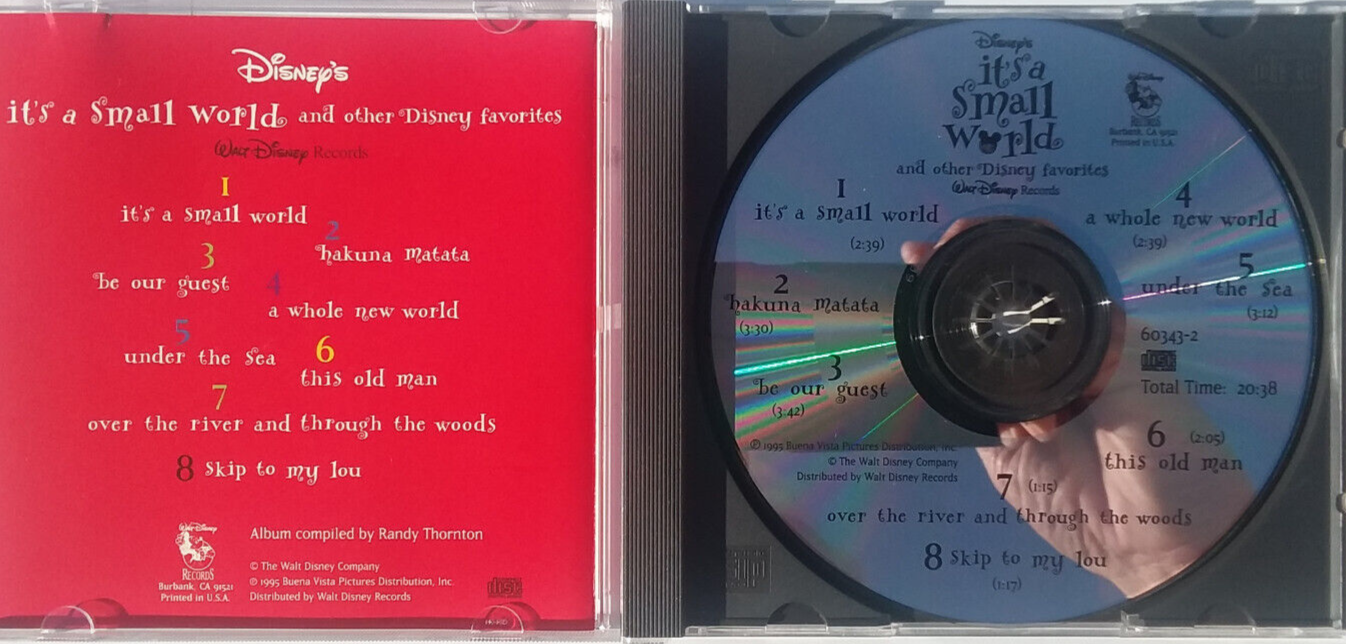 Disney's
it's a small world and other Disney favorites
Walt Disney Records
1
it's a small world
2
hakuna matata
3
be our guest
4
a whole new world
5
under the sea
6
this old man
7
over the river and through the woods
8 skip to my lou
Walt Disney
RECORDS
Burbank, CA 91521
Printed in U.S.A.
Album compiled by Randy Thornton
© The Walt Disney Company
℗ 1995 Buena Vista Pictures Distribution, Inc.
Distributed by Walt Disney Records
disc
Disney's
it's a
small
world
and other Disney favorites
Walt Disney Records
Walt Disney
RECORDS
Burbank, CA 91521
Printed in U.S.A.
1
it's a small world
(2:39)
2
hakuna matata
(3:30)
3
be our guest
(3:42)
4
a whole new world
(2:39)
5
under the sea
(3:12)
60343-2
disc
Total Time: 20:38
6 (2:05)
this old man
℗ 1995 Buena Vista Pictures Distribution, Inc.
© The Walt Disney Company
Distributed by Walt Disney Records
7 (1:15)
over the river and through the woods
8 skip to my lou
(1:17)